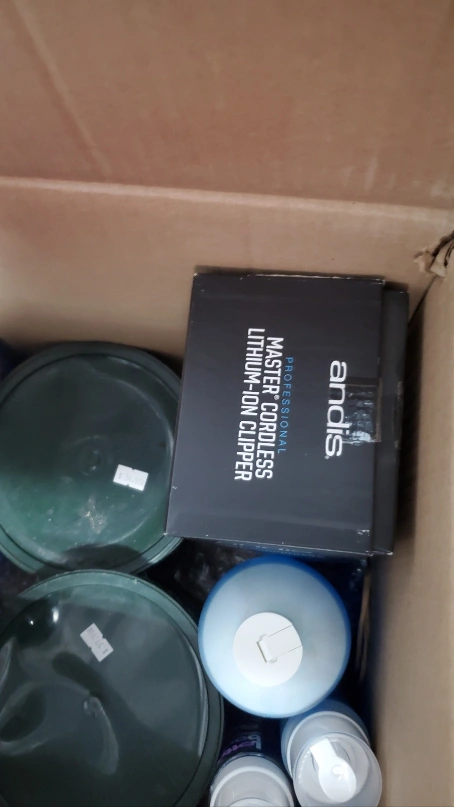 andis
PROFESSIONAL
MASTER® CORDLESS
LITHIUM-ION CLIPPER